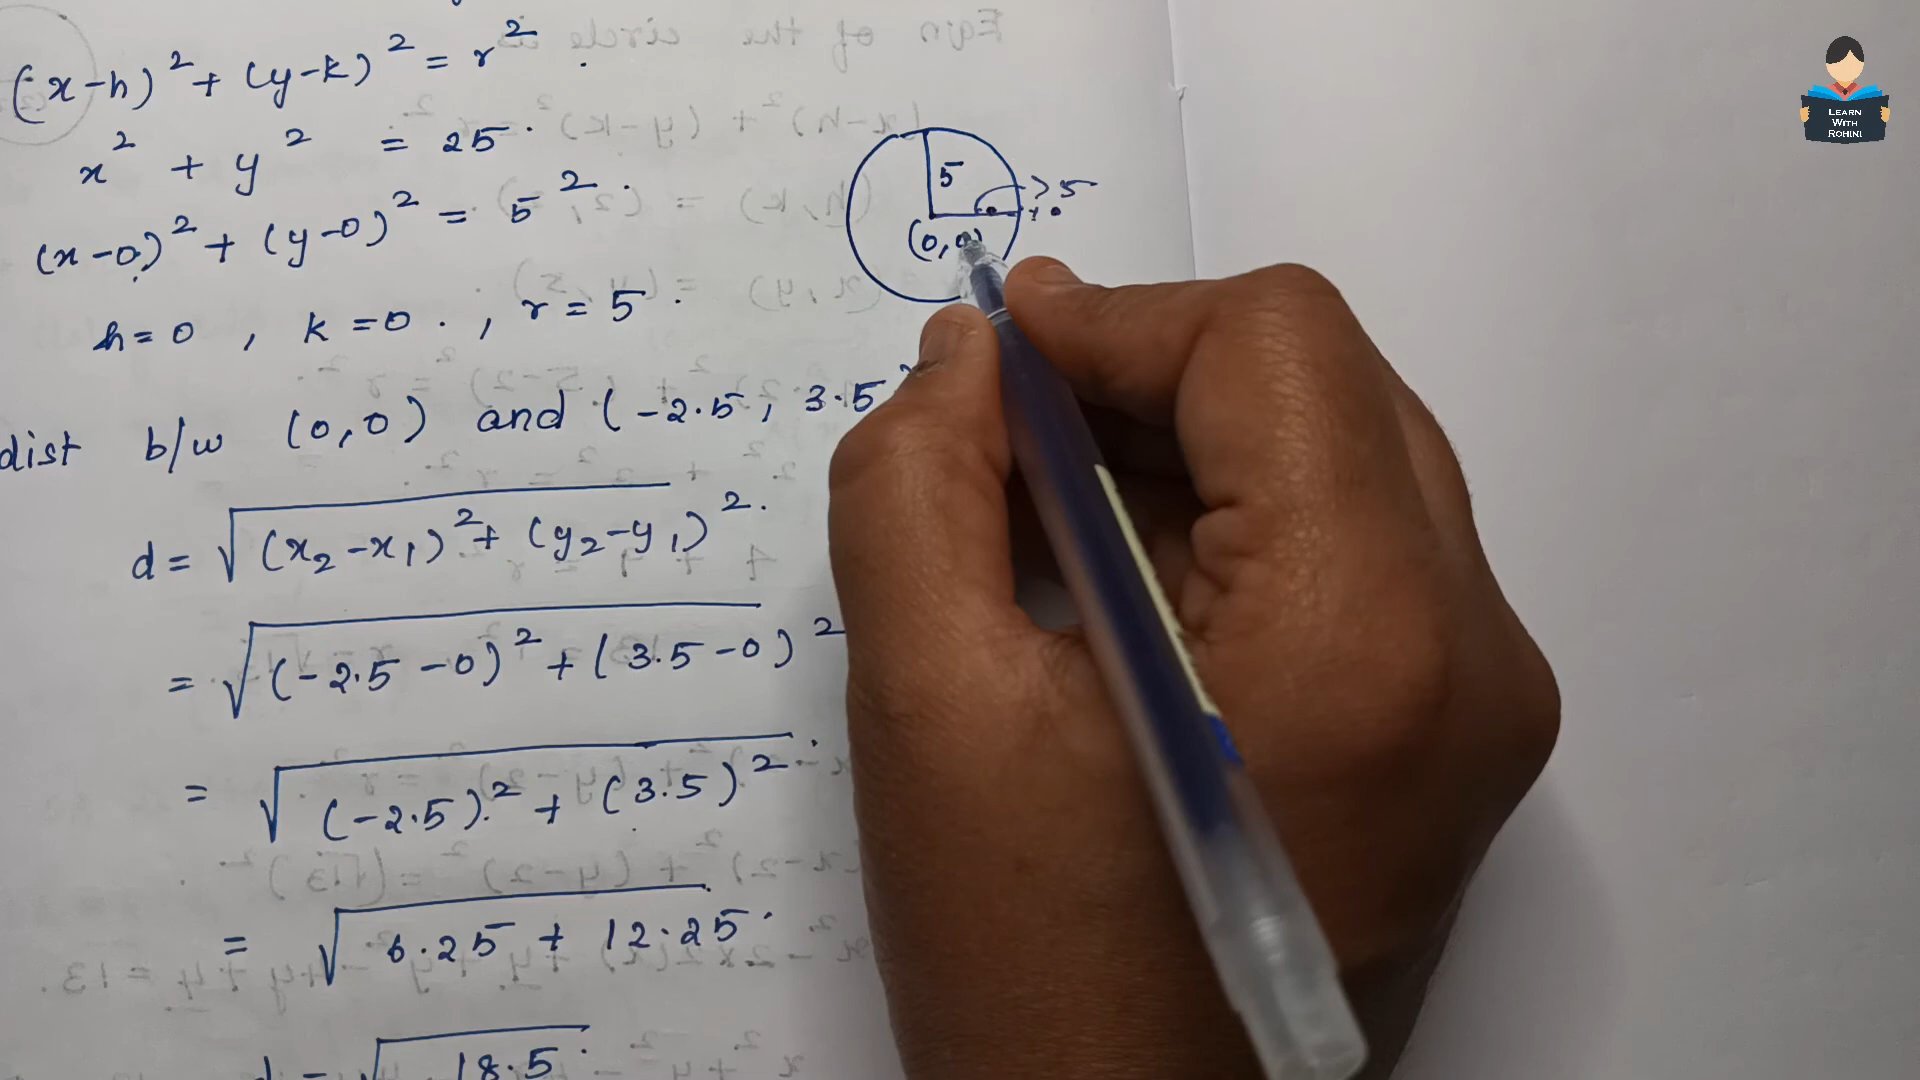 (x-h)² + (y-k)² = r².
x² + y² = 25.
(x-0)² + (y-0)² = 5².
h=0, k=0., r=5.
5
>5
(0,0)
dist b/w (0,0) and (-2.5, 3.5
d = √(x₂-x₁)² + (y₂-y₁)².
= √(-2.5-0)² + (3.5-0)²
= √(-2.5)² + (3.5)².
= √6.25 + 12.25.
d = √18.5.
LEARN
WITH
ROHINI